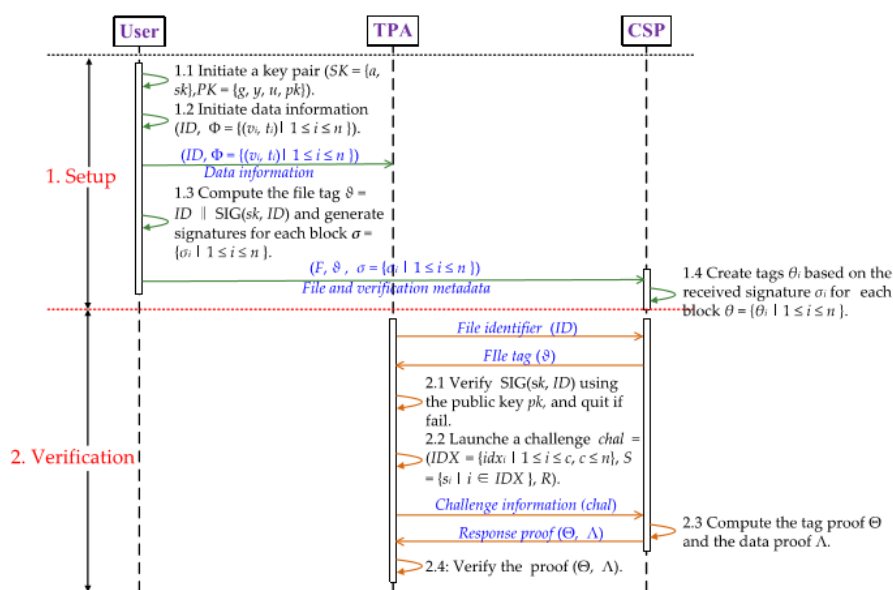 User
TPA
CSP
1. Setup
1.1 Initiate a key pair (SK = {a,
sk},PK = {g, y, u, pk}).
1.2 Initiate data information
(ID, Φ = {(vᵢ, tᵢ)| 1 ≤ i ≤ n }).
(ID, Φ = {(vᵢ, tᵢ)| 1 ≤ i ≤ n })
Data information
1.3 Compute the file tag ϑ =
ID ‖ SIG(sk, ID) and generate
signatures for each block σ =
{σᵢ | 1 ≤ i ≤ n }.
(F, ϑ , σ = {σᵢ | 1 ≤ i ≤ n })
File and verification metadata
1.4 Create tags θᵢ based on the
received signature σᵢ for each
block θ = {θᵢ | 1 ≤ i ≤ n }.
2. Verification
File identifier (ID)
FIle tag (ϑ)
2.1 Verify SIG(sk, ID) using
the public key pk, and quit if
fail.
2.2 Launche a challenge chal =
(IDX = {idxᵢ | 1 ≤ i ≤ c, c ≤ n}, S
= {sᵢ | i ∈ IDX }, R).
Challenge information (chal)
Response proof (Θ, Λ)
2.3 Compute the tag proof Θ
and the data proof Λ.
2.4: Verify the proof (Θ, Λ).